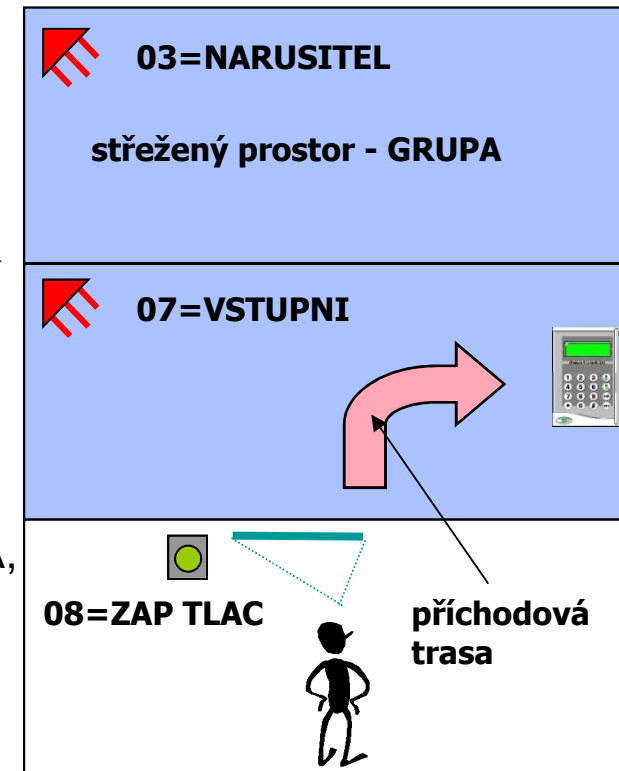 03=NARUSITEL
střežený prostor - GRUPA
07=VSTUPNI
08=ZAP TLAC
příchodová
trasa